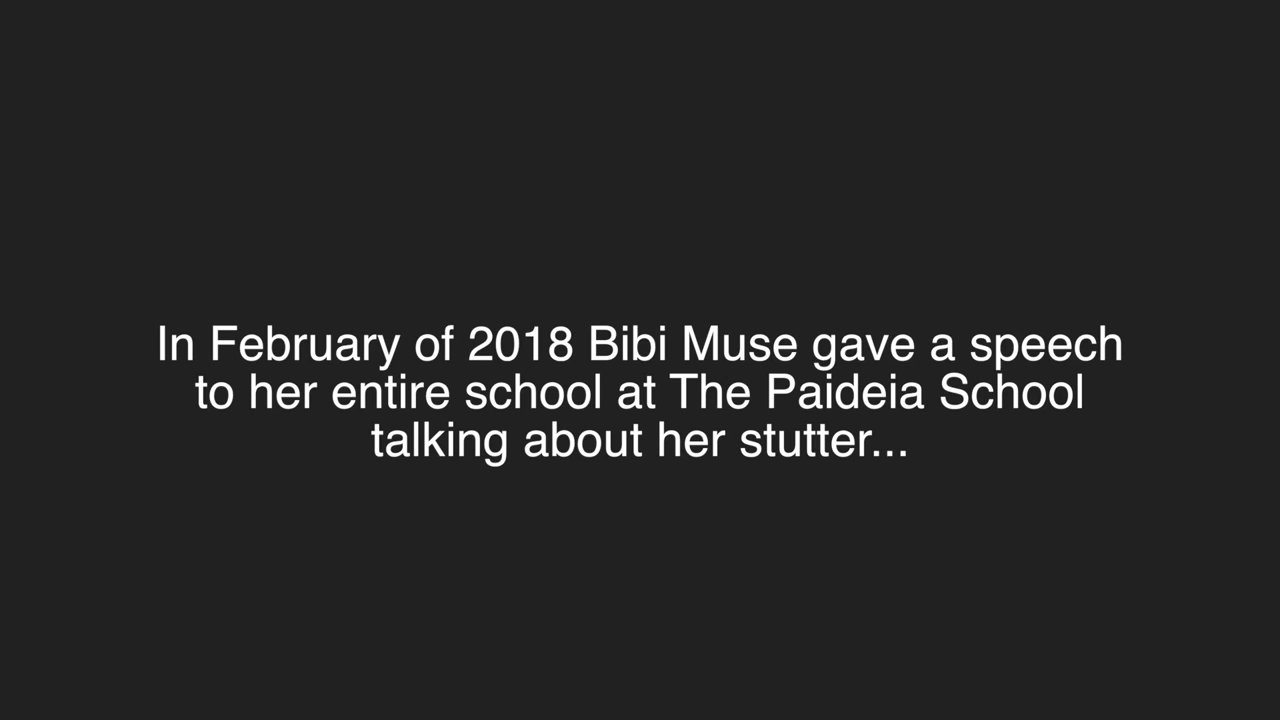 In February of 2018 Bibi Muse gave a speech
to her entire school at The Paideia School
talking about her stutter...